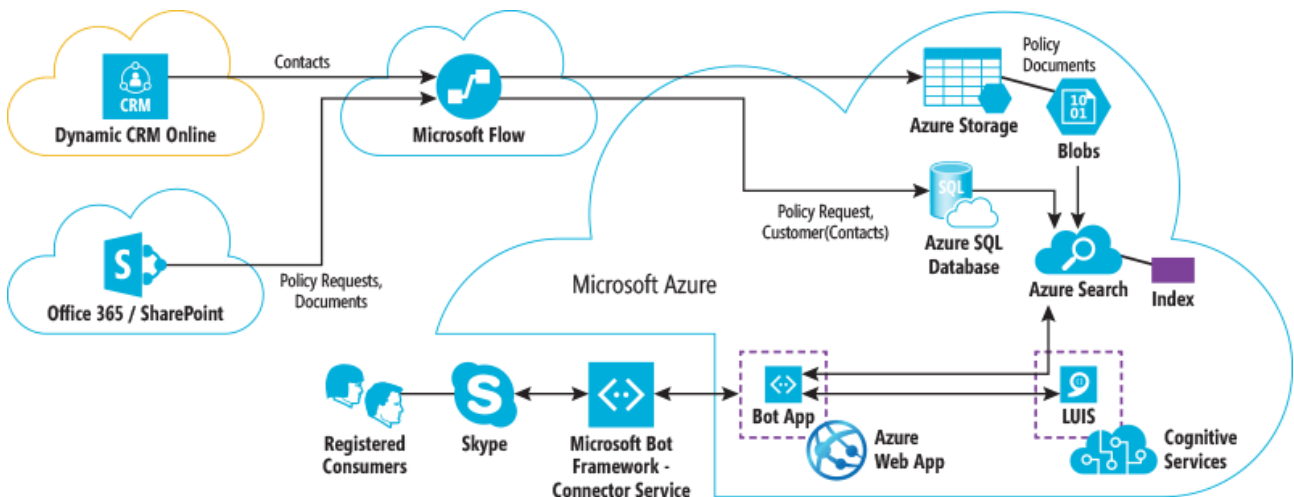 Contacts
CRM
Dynamic CRM Online
Microsoft Flow
Policy
Documents
Azure Storage
10
01
Blobs
SQL
Policy Request,
Customer(Contacts)
Azure SQL
Database
Azure Search
Index
S
Office 365 / SharePoint
Policy Requests,
Documents
Microsoft Azure
Registered
Consumers
S
Skype
Microsoft Bot
Framework -
Connector Service
Bot App
Azure
Web App
LUIS
Cognitive
Services